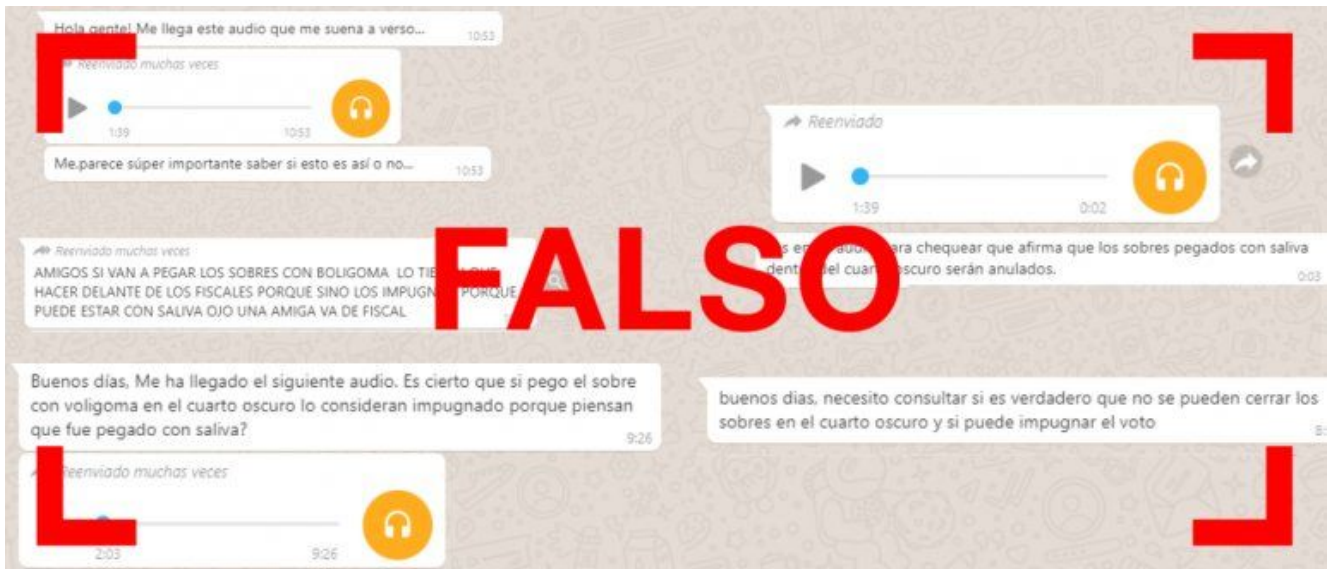 Hola gente! Me llega este audio que me suena a verso...
10:53
Reenviado muchas veces
1:39 10:53
Me.parece súper importante saber si esto es así o no...
10:53
Reenviado muchas veces
AMIGOS SI VAN A PEGAR LOS SOBRES CON BOLIGOMA LO
HACER DELANTE DE LOS FISCALES PORQUE SINO LOS PORQUE
PUEDE ESTAR CON SALIVA OJO UNA AMIGA VA DE FISCAL
Buenos días, Me ha llegado el siguiente audio. Es cierto que si pego el sobre
con voligoma en el cuarto oscuro lo consideran impugnado porque piensan
que fue pegado con saliva?
9:26
Reenviado muchas veces
2:03 9:26
FALSO
Reenviado
1:39 0:02
chequear que afirma que los sobres pegados con saliva
del oscuro serán anulados.
0:03
buenos dias, necesito consultar si es verdadero que no se pueden cerrar los
sobres en el cuarto oscuro y si puede impugnar el voto